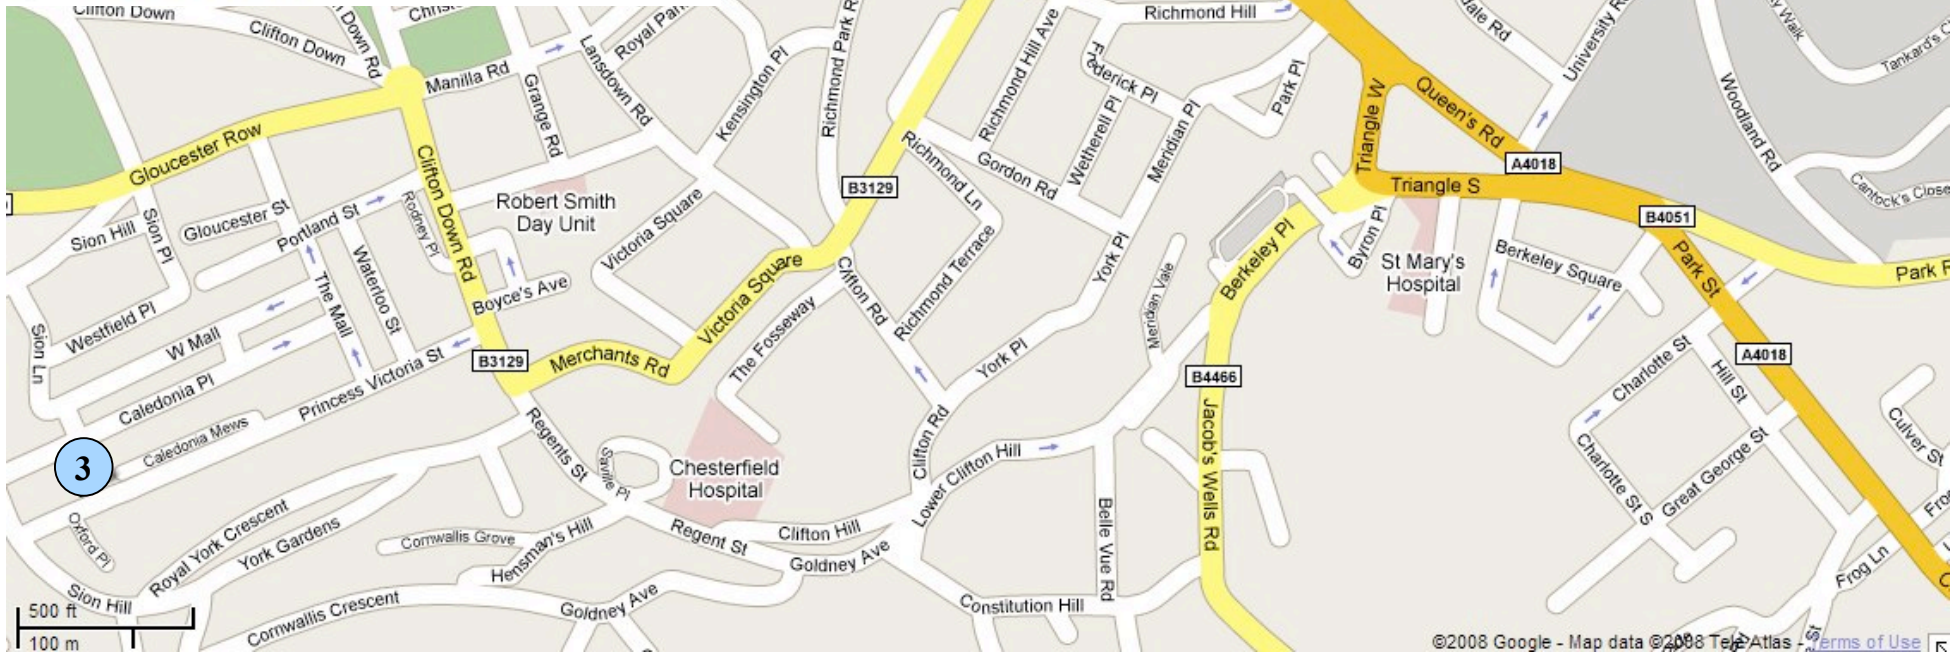 Clifton Down
Clifton Down
Down Rd
Manilla Rd
Grange Rd
Lansdown Rd
Kensington Pl
Richmond Park R
Richmond Hill Ave
Richmond Hill
Frederick Pl
Wetherell Pl
Meridian Pl
Park Pl
Triangle W
Queen's Rd
University R
dale Rd
Woodland Rd
Tankard's C
Cantock's Close
Gloucester Row
Clifton Down Rd
Robert Smith
Day Unit
B3129
Richmond Ln
Gordon Rd
A4018
Triangle S
B4051
Sion Hill
Sion Pl
Gloucester St
Portland St
Rodney Pl
Victoria Square
Waterloo St
The Mall
Boyce's Ave
Westfield Pl
W Mall
Sion Ln
Caledonia Pl
Princess Victoria St
Caledonia Mews
B3129
Merchants Rd
Victoria Square
The Fosseway
Clifton Rd
Richmond Terrace
York Pl
York Pl
Meridian Vale
Berkeley Pl
Byron Pl
St Mary's
Hospital
Berkeley Square
Park St
Park R
A4018
B4466
Jacob's Wells Rd
Charlotte St
Hill St
Charlotte St S
Great George St
Culver St
3
Regents St
Saville Pl
Chesterfield
Hospital
Clifton Rd
Lower Clifton Hill
Belle Vue Rd
Oxford Pl
Royal York Crescent
York Gardens
Cornwallis Grove
Hensman's Hill
Regent St
Clifton Hill
Goldney Ave
Goldney Ave
Constitution Hill
Frog Ln
Sion Hill
Cornwallis Crescent
500 ft
100 m
©2008 Google - Map data ©2008 Tele Atlas - Terms of Use